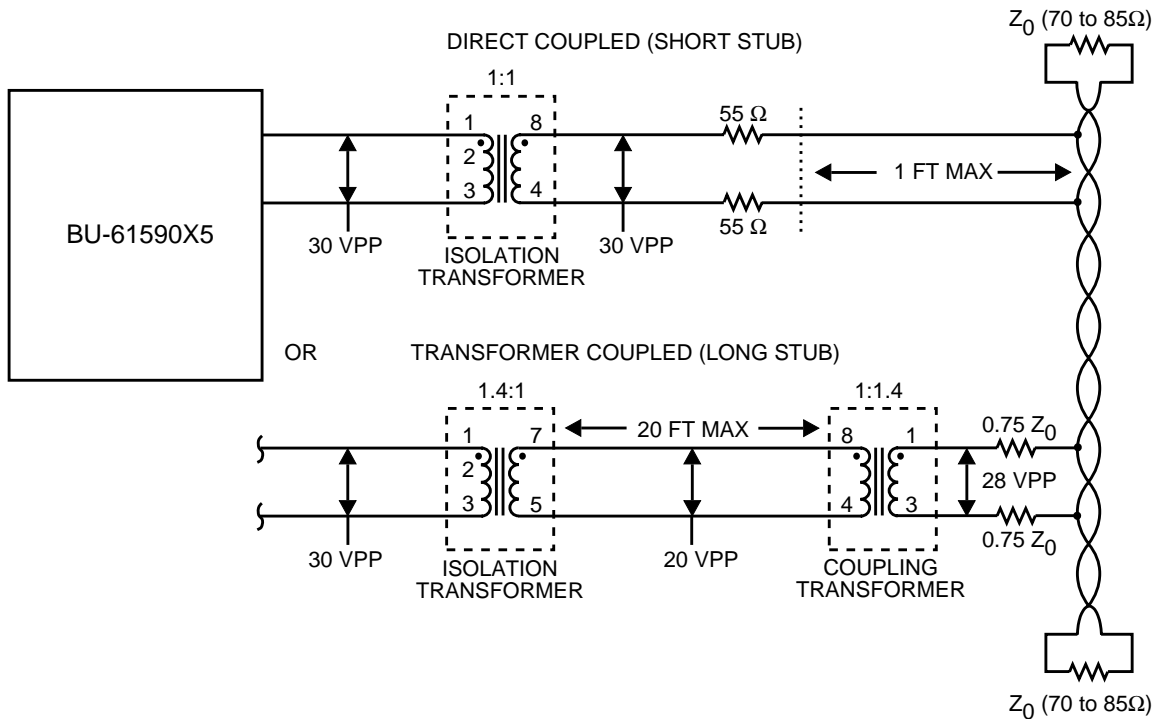 Z0 (70 to 85Ω)
DIRECT COUPLED (SHORT STUB)
1:1
55 Ω
1
8
2
1 FT MAX
3
4
55 Ω
BU-61590X5
30 VPP
30 VPP
ISOLATION
TRANSFORMER
OR
TRANSFORMER COUPLED (LONG STUB)
1.4:1
1:1.4
20 FT MAX
0.75 Z0
1
7
8
1
2
28 VPP
3
5
4
3
0.75 Z0
30 VPP
20 VPP
ISOLATION
TRANSFORMER
COUPLING
TRANSFORMER
Z0 (70 to 85Ω)